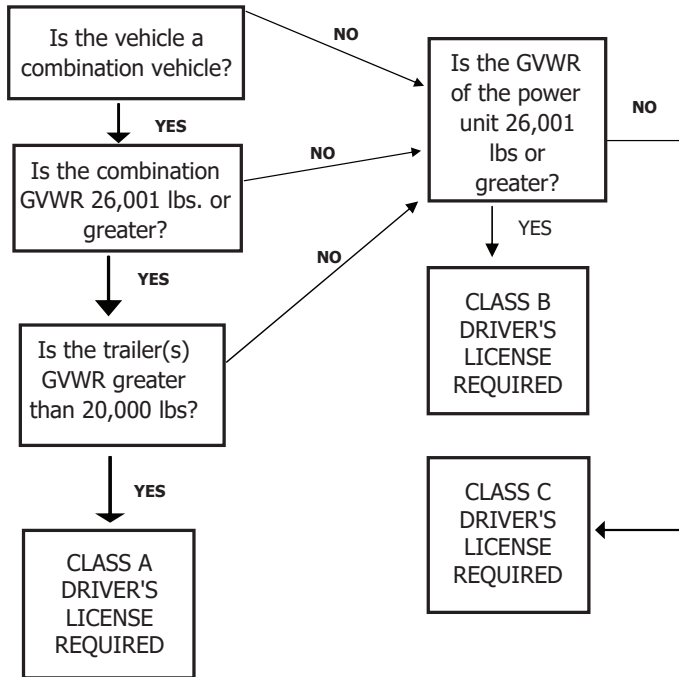 Is the vehicle a
combination vehicle?
NO
YES
Is the combination
GVWR 26,001 lbs. or
greater?
NO
YES
Is the trailer(s)
GVWR greater
than 20,000 lbs?
NO
YES
CLASS A
DRIVER'S
LICENSE
REQUIRED
Is the GVWR
of the power
unit 26,001
lbs or
greater?
NO
YES
CLASS B
DRIVER'S
LICENSE
REQUIRED
CLASS C
DRIVER'S
LICENSE
REQUIRED